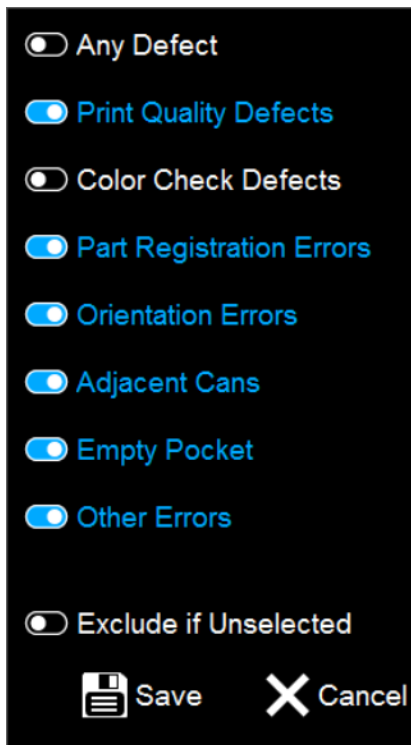 Any Defect
Print Quality Defects
Color Check Defects
Part Registration Errors
Orientation Errors
Adjacent Cans
Empty Pocket
Other Errors
Exclude if Unselected
Save Cancel